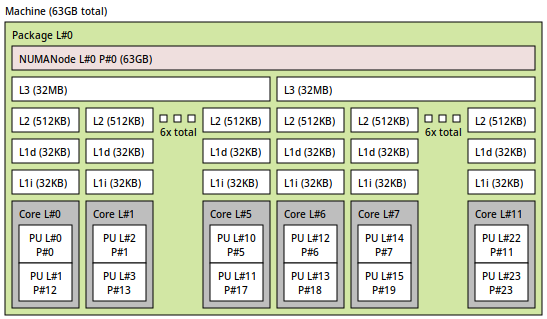 Machine (63GB total)
Package L#0
NUMANode L#0 P#0 (63GB)
L3 (32MB) L3 (32MB)
L2 (512KB) L2 (512KB) L2 (512KB) L2 (512KB) L2 (512KB) L2 (512KB)
6x total 6x total
L1d (32KB) L1d (32KB) L1d (32KB) L1d (32KB) L1d (32KB) L1d (32KB)
L1i (32KB) L1i (32KB) L1i (32KB) L1i (32KB) L1i (32KB) L1i (32KB)
Core L#0 Core L#1 Core L#5 Core L#6 Core L#7 Core L#11
PU L#0 PU L#2 PU L#10 PU L#12 PU L#14 PU L#22
P#0 P#1 P#5 P#6 P#7 P#11
PU L#1 PU L#3 PU L#11 PU L#13 PU L#15 PU L#23
P#12 P#13 P#17 P#18 P#19 P#23